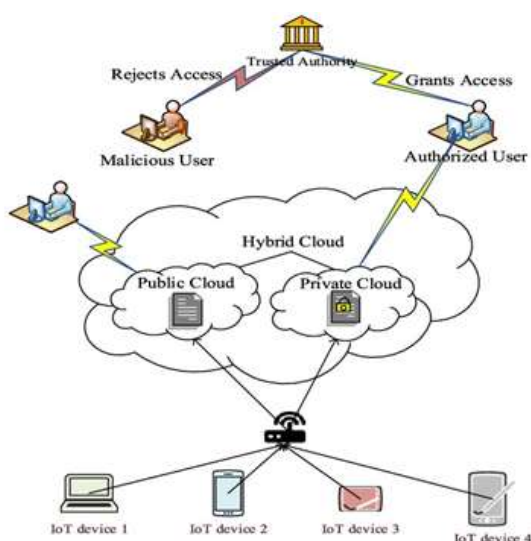 Trusted Authority
Rejects Access
Grants Access
Malicious User
Authorized User
Hybrid Cloud
Public Cloud
Private Cloud
IoT device 1
IoT device 2
IoT device 3
IoT device 4